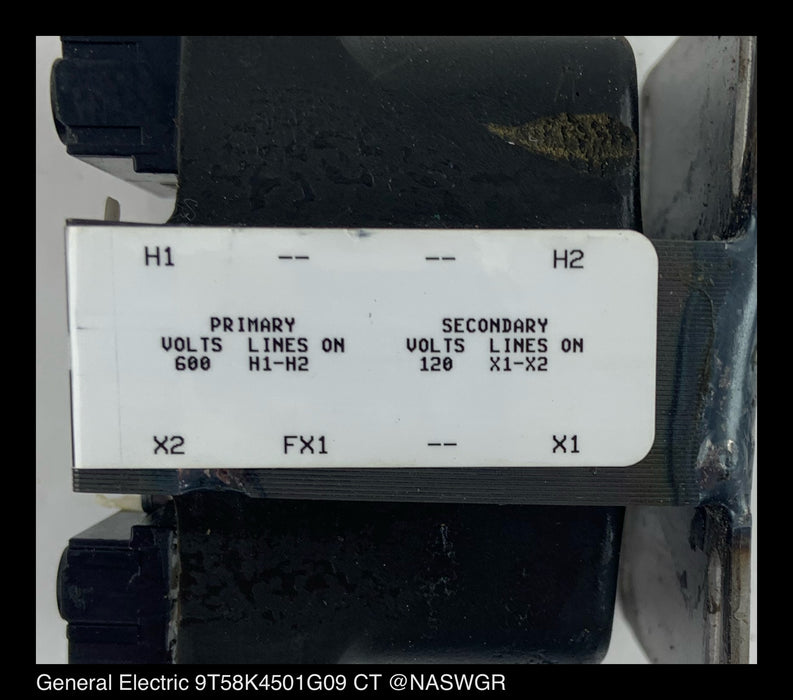 H1 -- -- H2
PRIMARY SECONDARY
VOLTS LINES ON VOLTS LINES ON
600 H1-H2 120 X1-X2
X2 FX1 -- X1
General Electric 9T58K4501G09 CT @NASWGR